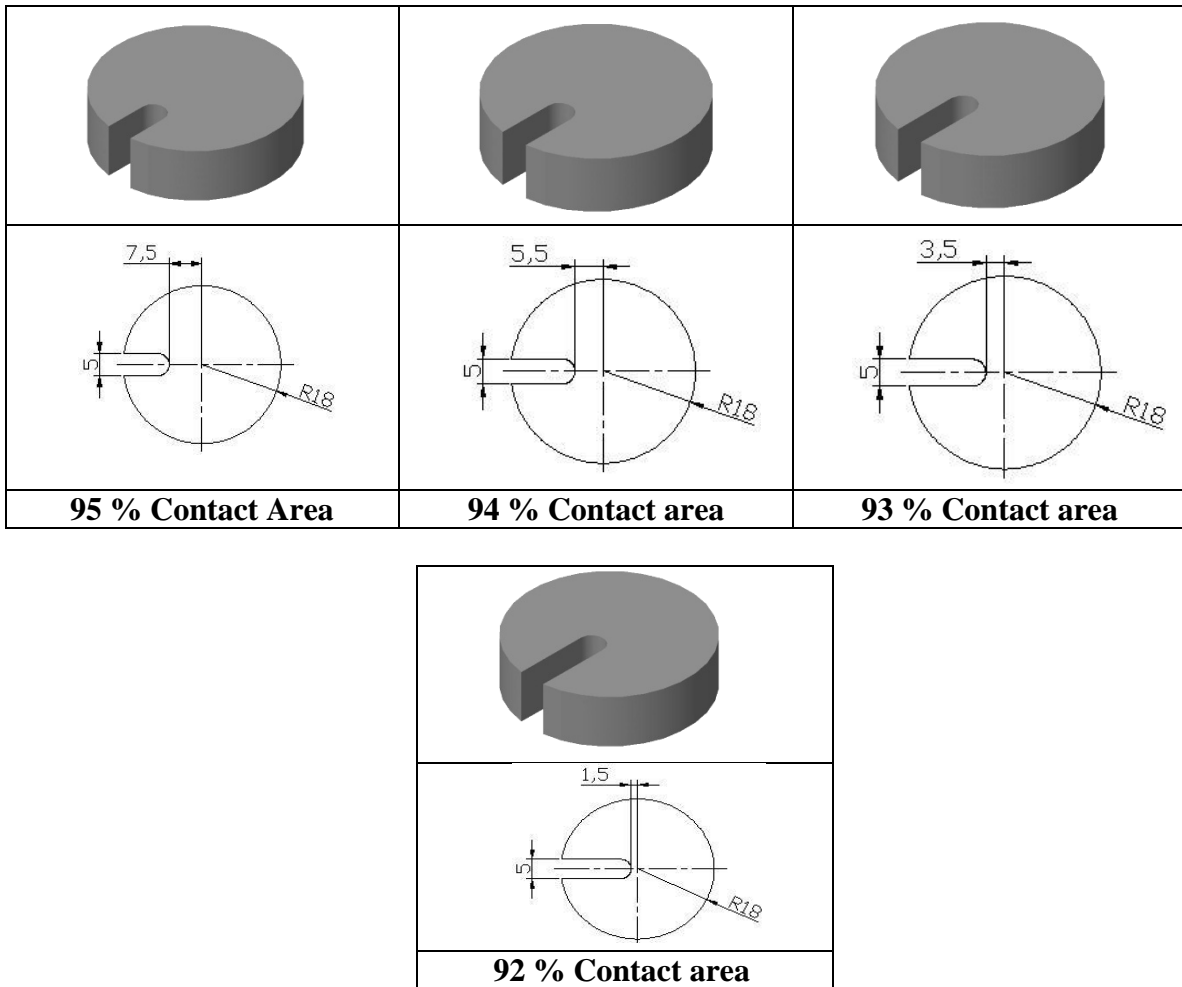 7,5
5
R18
5,5
5
R18
3,5
5
R18
95 % Contact Area
94 % Contact area
93 % Contact area
1,5
5
R18
92 % Contact area